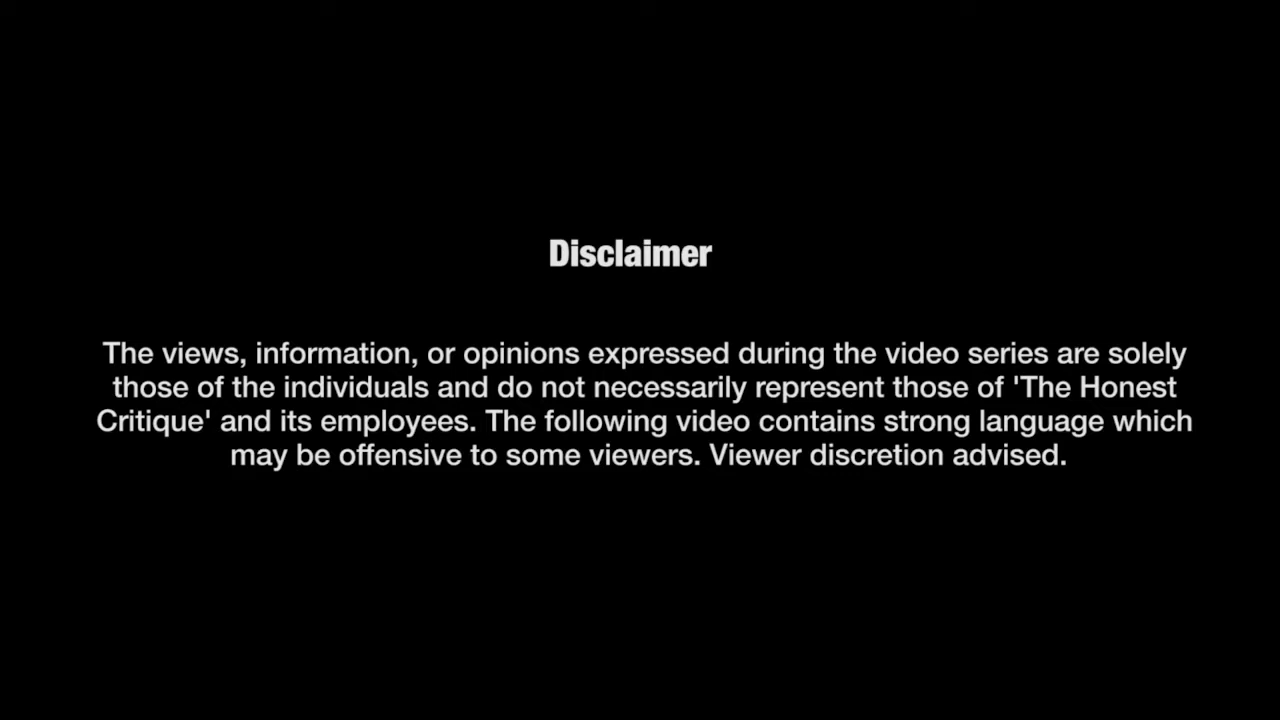 Disclaimer
The views, information, or opinions expressed during the video series are solely
those of the individuals and do not necessarily represent those of 'The Honest
Critique' and its employees. The following video contains strong language which
may be offensive to some viewers. Viewer discretion advised.